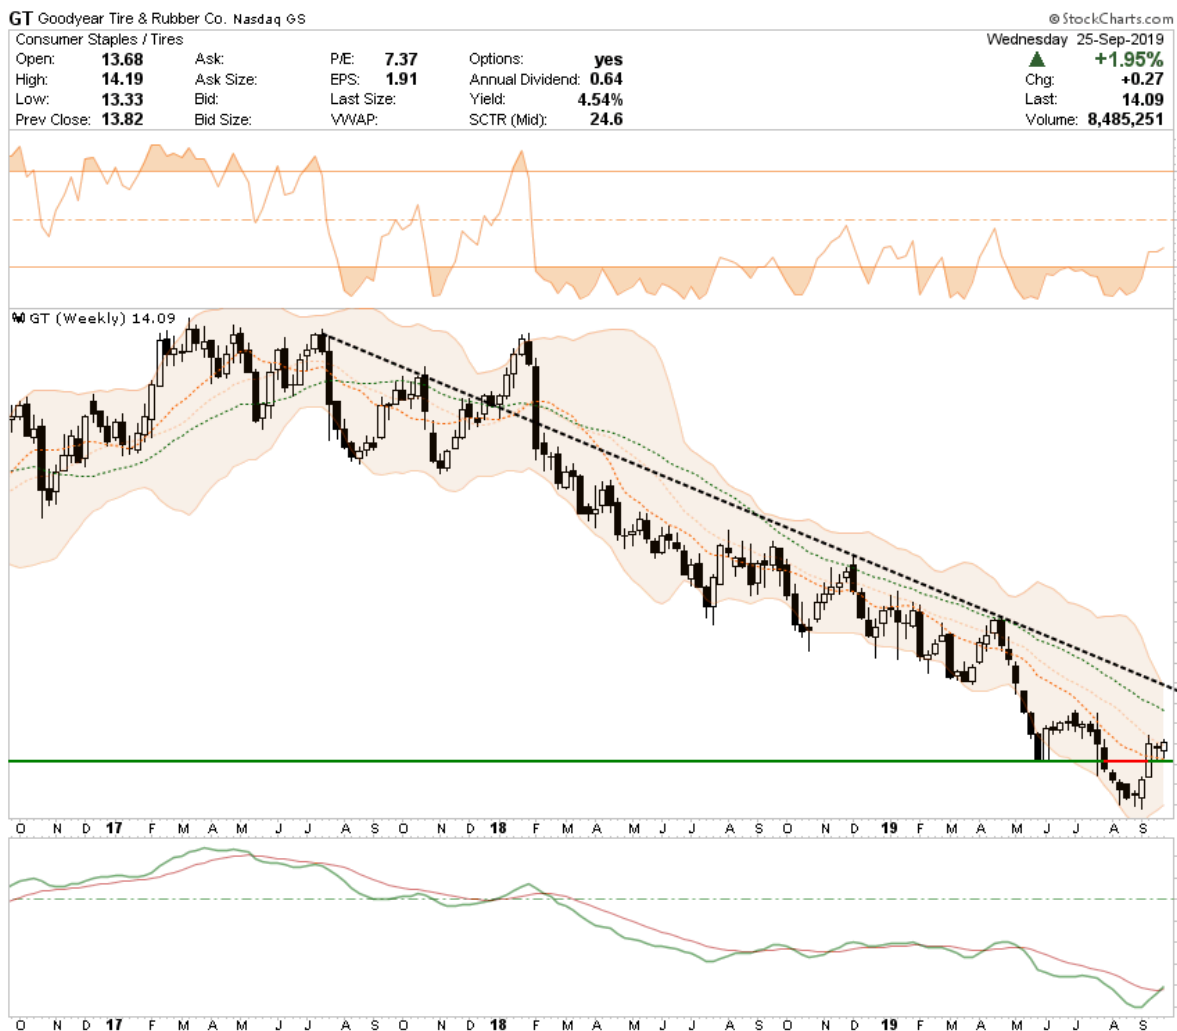 GT Goodyear Tire & Rubber Co. Nasdaq GS © StockCharts.com
Consumer Staples / Tires Wednesday 25-Sep-2019
Open: 13.68 Ask: P/E: 7.37 Options: yes ▲ +1.95%
High: 14.19 Ask Size: EPS: 1.91 Annual Dividend: 0.64 Chg: +0.27
Low: 13.33 Bid: Last Size: Yield: 4.54% Last: 14.09
Prev Close: 13.82 Bid Size: VWAP: SCTR (Mid): 24.6 Volume: 8,485,251
GT (Weekly) 14.09
O N D 17 F M A M J J A S O N D 18 F M A M J J A S O N D 19 F M A M J J A S
O N D 17 F M A M J J A S O N D 18 F M A M J J A S O N D 19 F M A M J J A S